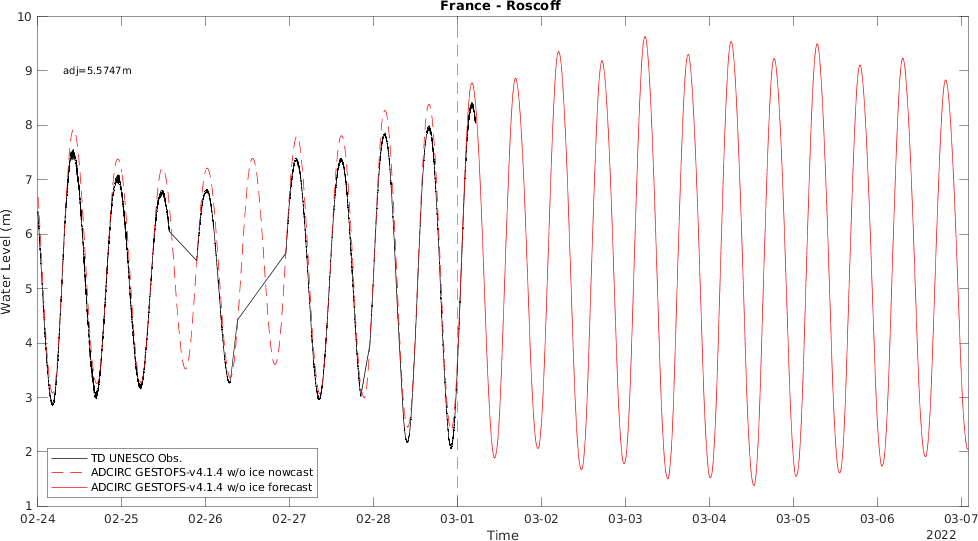 France - Roscoff
10
9
8
7
6
5
4
3
2
1
Water Level (m)
adj=5.5747m
TD UNESCO Obs.
ADCIRC GESTOFS-v4.1.4 w/o ice nowcast
ADCIRC GESTOFS-v4.1.4 w/o ice forecast
02-24 02-25 02-26 02-27 02-28 03-01 03-02 03-03 03-04 03-05 03-06 03-07
Time
2022